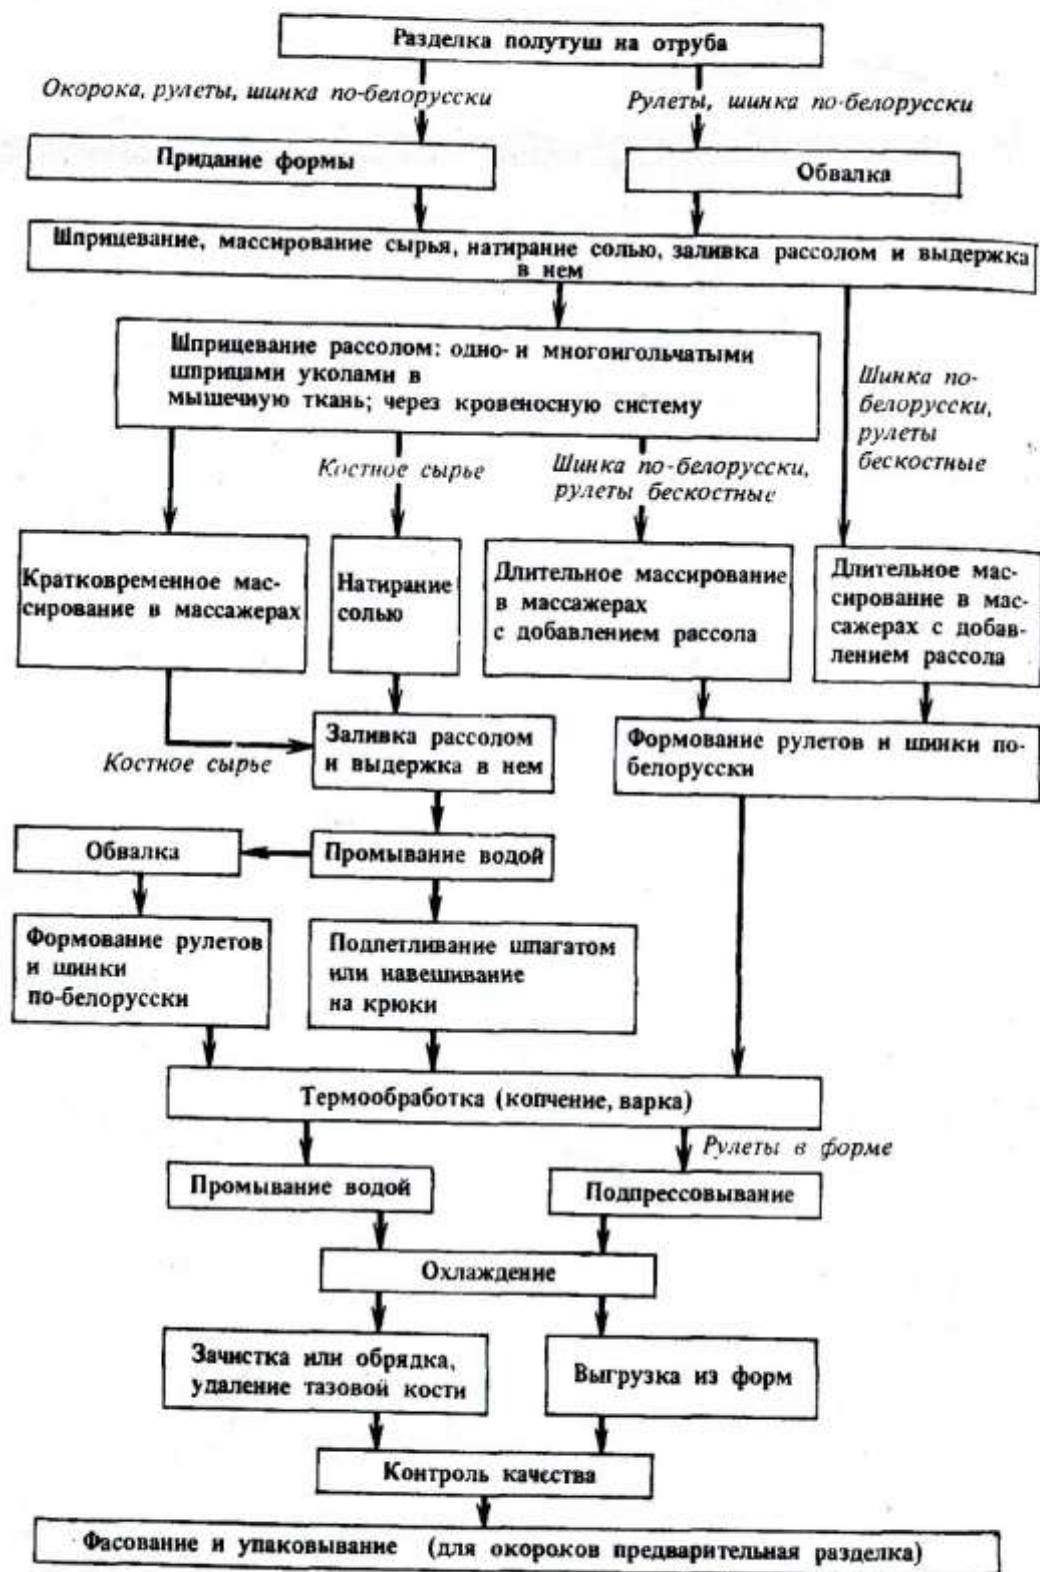 Разделка полутуш на отруба
Окорока, рулеты, шинка по-белорусски
Рулеты, шинка по-белорусски
Придание формы
Обвалка
Шприцевание, массирование сырья, натирание солью, заливка рассолом и выдержка
в нем
Шприцевание рассолом: одно- и многоигольчатыми
шприцами уколами в
мышечную ткань; через кровеносную систему
Шинка по-
белорусски,
рулеты
бескостные
Костное сырье
Шинка по-белорусски,
рулеты бескостные
Кратковременное мас-
сирование в массажерах
Натирание
солью
Длительное массирование
в массажерах
с добавлением рассола
Длительное мас-
сирование в мас-
сажерах с добав-
лением рассола
Костное сырье
Заливка рассолом
и выдержка в нем
Формование рулетов и шинки по-
белорусски
Обвалка
Промывание водой
Формование рулетов
и шинки
по-белорусски
Подпетливание шпагатом
или навешивание
на крюки
Термообработка (копчение, варка)
Рулеты в форме
Промывание водой
Подпрессовывание
Охлаждение
Зачистка или обрядка,
удаление тазовой кости
Выгрузка из форм
Контроль качества
Фасование и упаковывание (для окороков предварительная разделка)